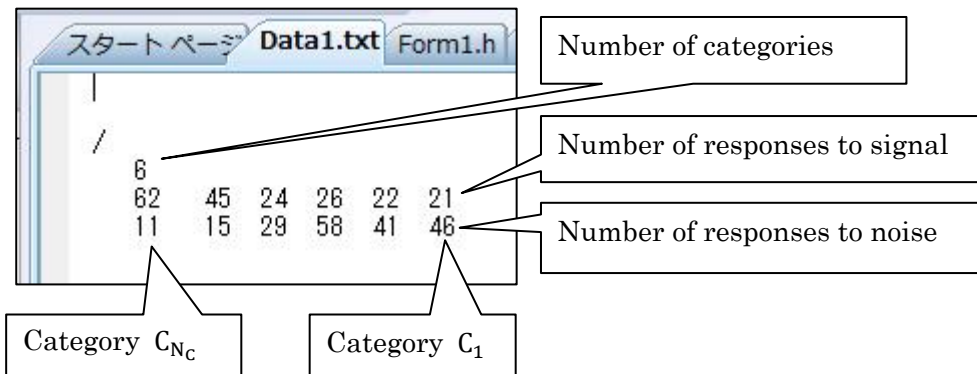 スタート ページ Data1.txt Form1.h
/
6
62 45 24 26 22 21
11 15 29 58 41 46
Number of categories
Number of responses to signal
Number of responses to noise
Category C_{N_C}
Category C_1